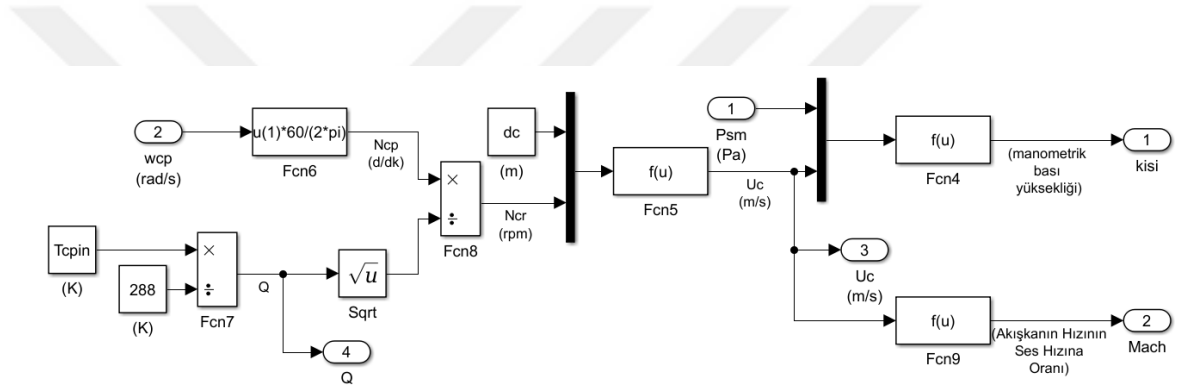 2
wcp
(rad/s)
u(1)*60/(2*pi)
Fcn6
Ncp
(d/dk)
Tcpin
(K)
288
(K)
×
÷
Fcn7
Q
4
Q
√u
Sqrt
×
÷
Fcn8
Ncr
(rpm)
dc
(m)
f(u)
Fcn5
Uc
(m/s)
1
Psm
(Pa)
3
Uc
(m/s)
f(u)
Fcn4
(manometrik
bası
yüksekliği)
1
kisi
f(u)
Fcn9
(Akışkanın Hızının
Ses Hızına
Oranı)
2
Mach